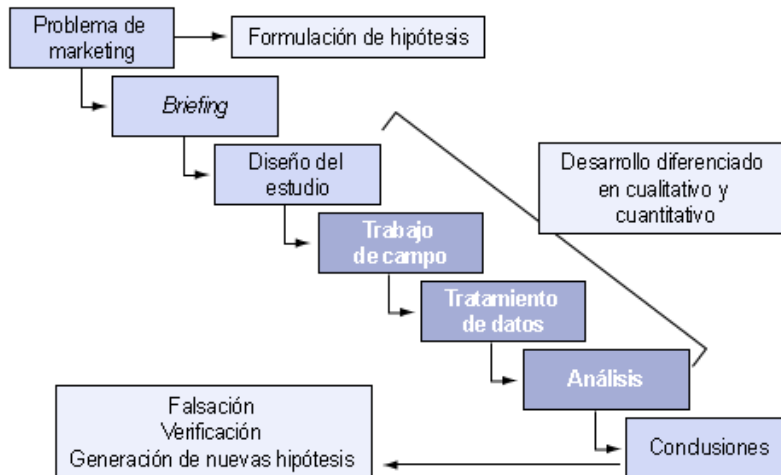 Problema de
marketing
Formulación de hipótesis
Briefing
Diseño del
estudio
Desarrollo diferenciado
en cualitativo y
cuantitativo
Trabajo
de campo
Tratamiento
de datos
Análisis
Falsación
Verificación
Generación de nuevas hipótesis
Conclusiones